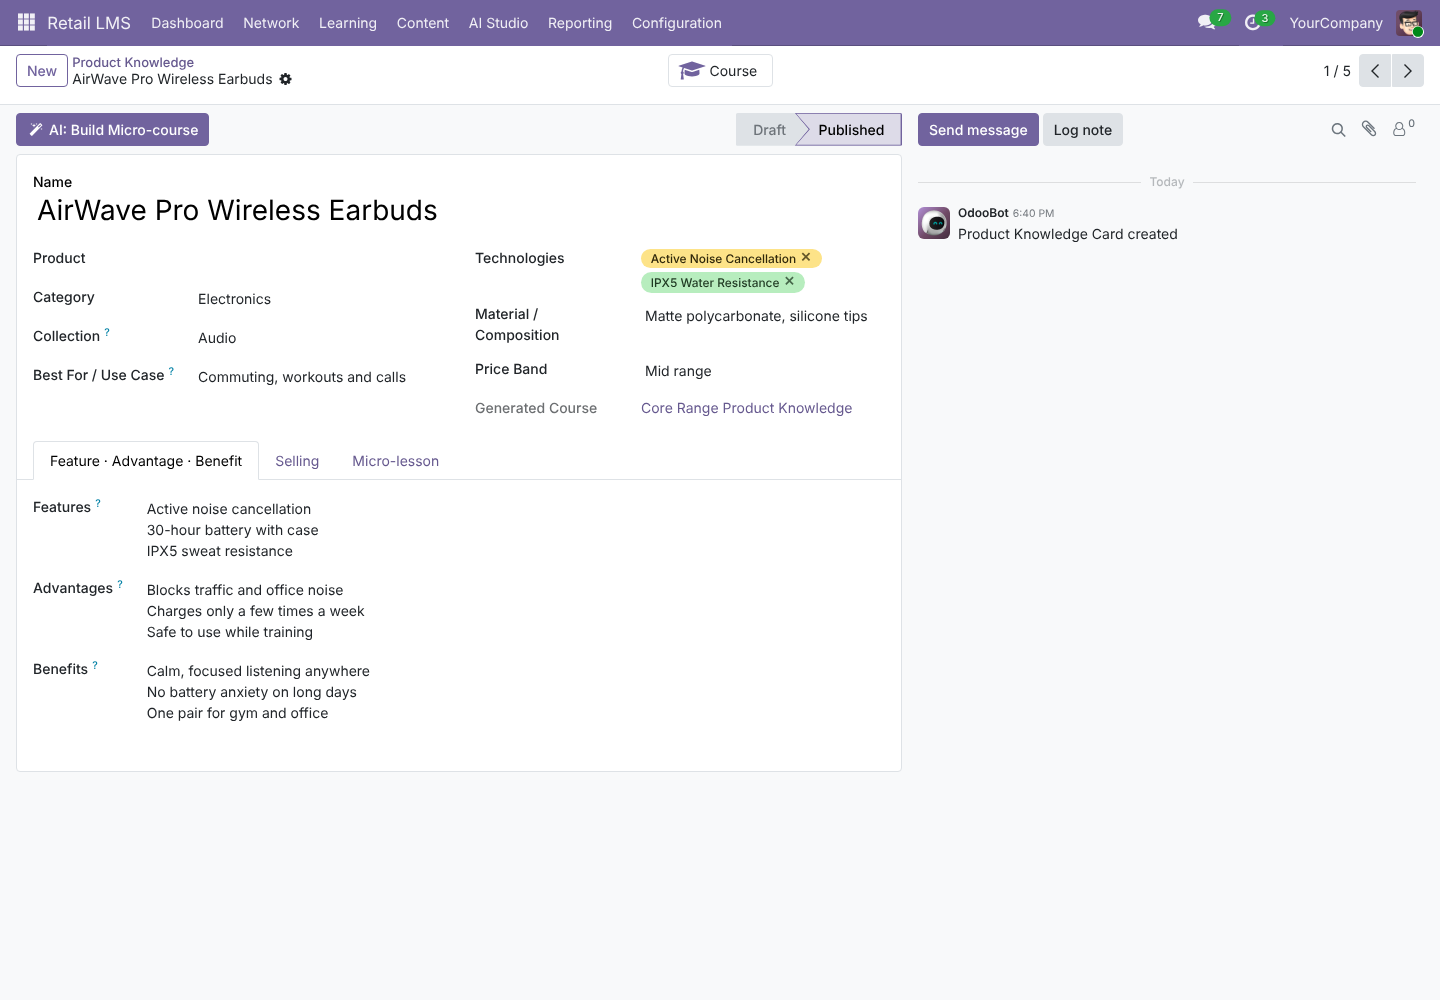 Retail LMS Dashboard Network Learning Content AI Studio Reporting Configuration 7 3 YourCompany
New Product Knowledge
AirWave Pro Wireless Earbuds
Course
1 / 5
AI: Build Micro-course
Draft Published
Send message Log note 0
Name
AirWave Pro Wireless Earbuds
Product
Category Electronics
Collection ? Audio
Best For / Use Case ? Commuting, workouts and calls
Technologies Active Noise Cancellation ✕
IPX5 Water Resistance ✕
Material / Composition Matte polycarbonate, silicone tips
Price Band Mid range
Generated Course Core Range Product Knowledge
Feature · Advantage · Benefit Selling Micro-lesson
Features ? Active noise cancellation
30-hour battery with case
IPX5 sweat resistance
Advantages ? Blocks traffic and office noise
Charges only a few times a week
Safe to use while training
Benefits ? Calm, focused listening anywhere
No battery anxiety on long days
One pair for gym and office
Today
OdooBot 6:40 PM
Product Knowledge Card created